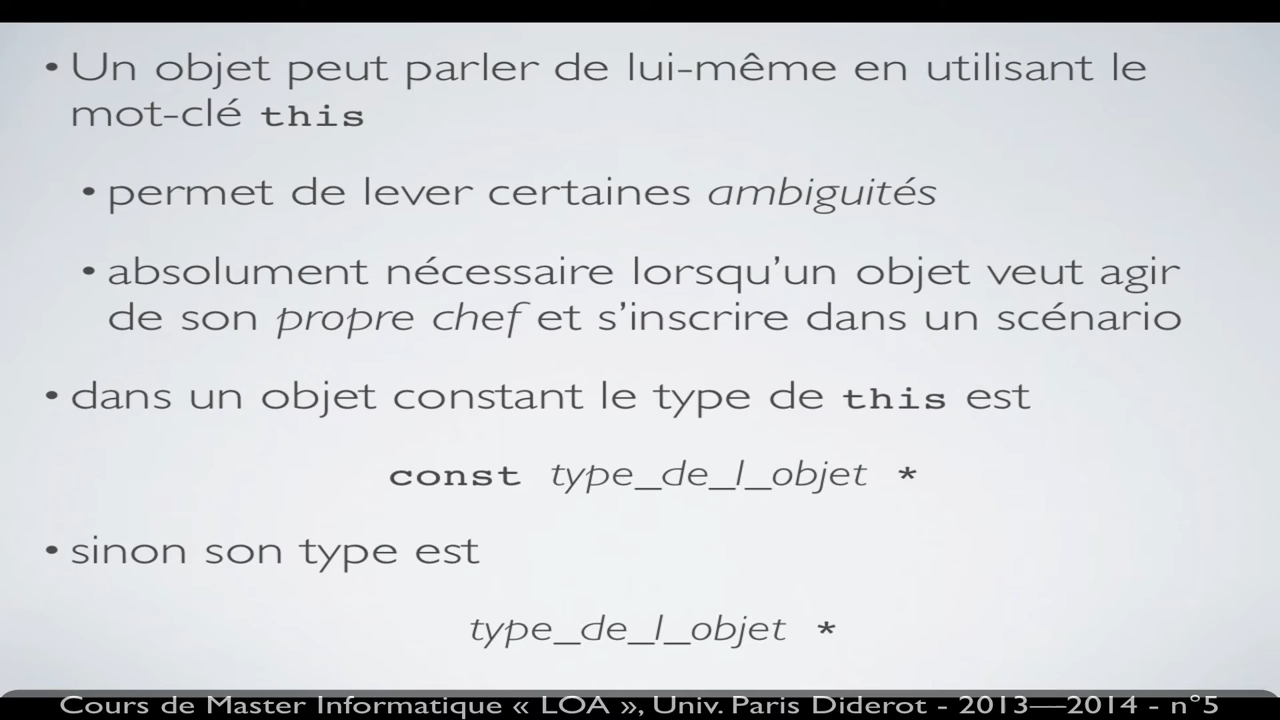 • Un objet peut parler de lui-même en utilisant le
mot-clé this
• permet de lever certaines ambiguités
• absolument nécessaire lorsqu’un objet veut agir
de son propre chef et s’inscrire dans un scénario
• dans un objet constant le type de this est
const type_de_l_objet *
• sinon son type est
type_de_l_objet *
Cours de Master Informatique « LOA », Univ. Paris Diderot - 2013—2014 - n°5